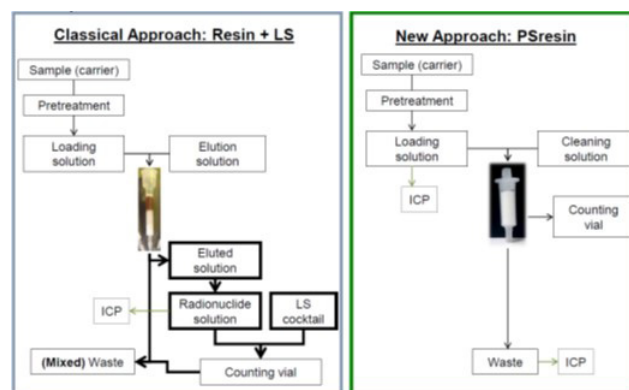 Classical Approach: Resin + LS
Sample (carrier)
Pretreatment
Loading
solution
Elution
solution
Eluted
solution
ICP
Radionuclide
solution
LS
cocktail
(Mixed) Waste
Counting vial
New Approach: PSresin
Sample (carrier)
Pretreatment
Loading
solution
Cleaning
solution
ICP
Counting
vial
Waste
ICP